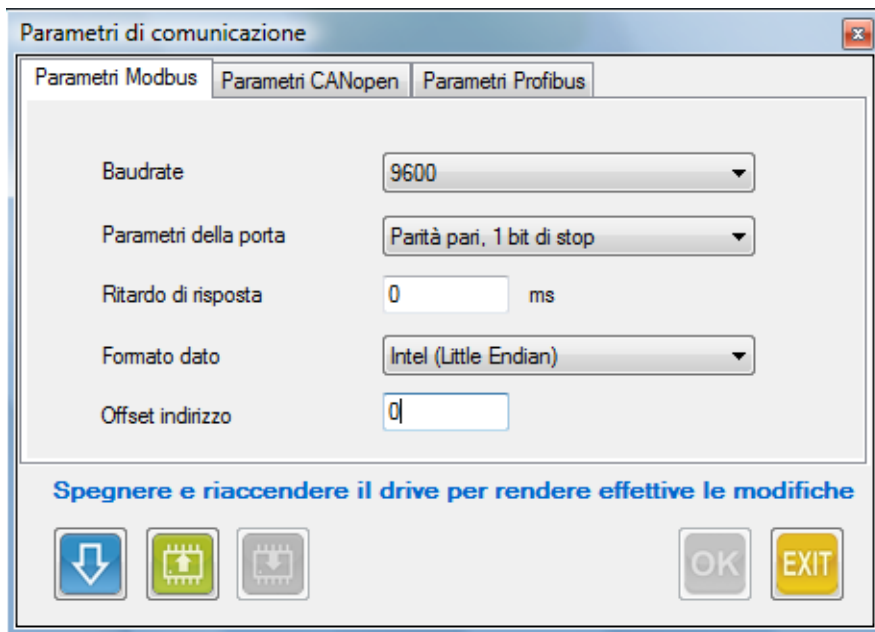 Parametri di comunicazione
Parametri Modbus Parametri CANopen Parametri Profibus
Baudrate 9600
Parametri della porta Parità pari, 1 bit di stop
Ritardo di risposta 0 ms
Formato dato Intel (Little Endian)
Offset indirizzo 0
Spegnere e riaccendere il drive per rendere effettive le modifiche
OK EXIT